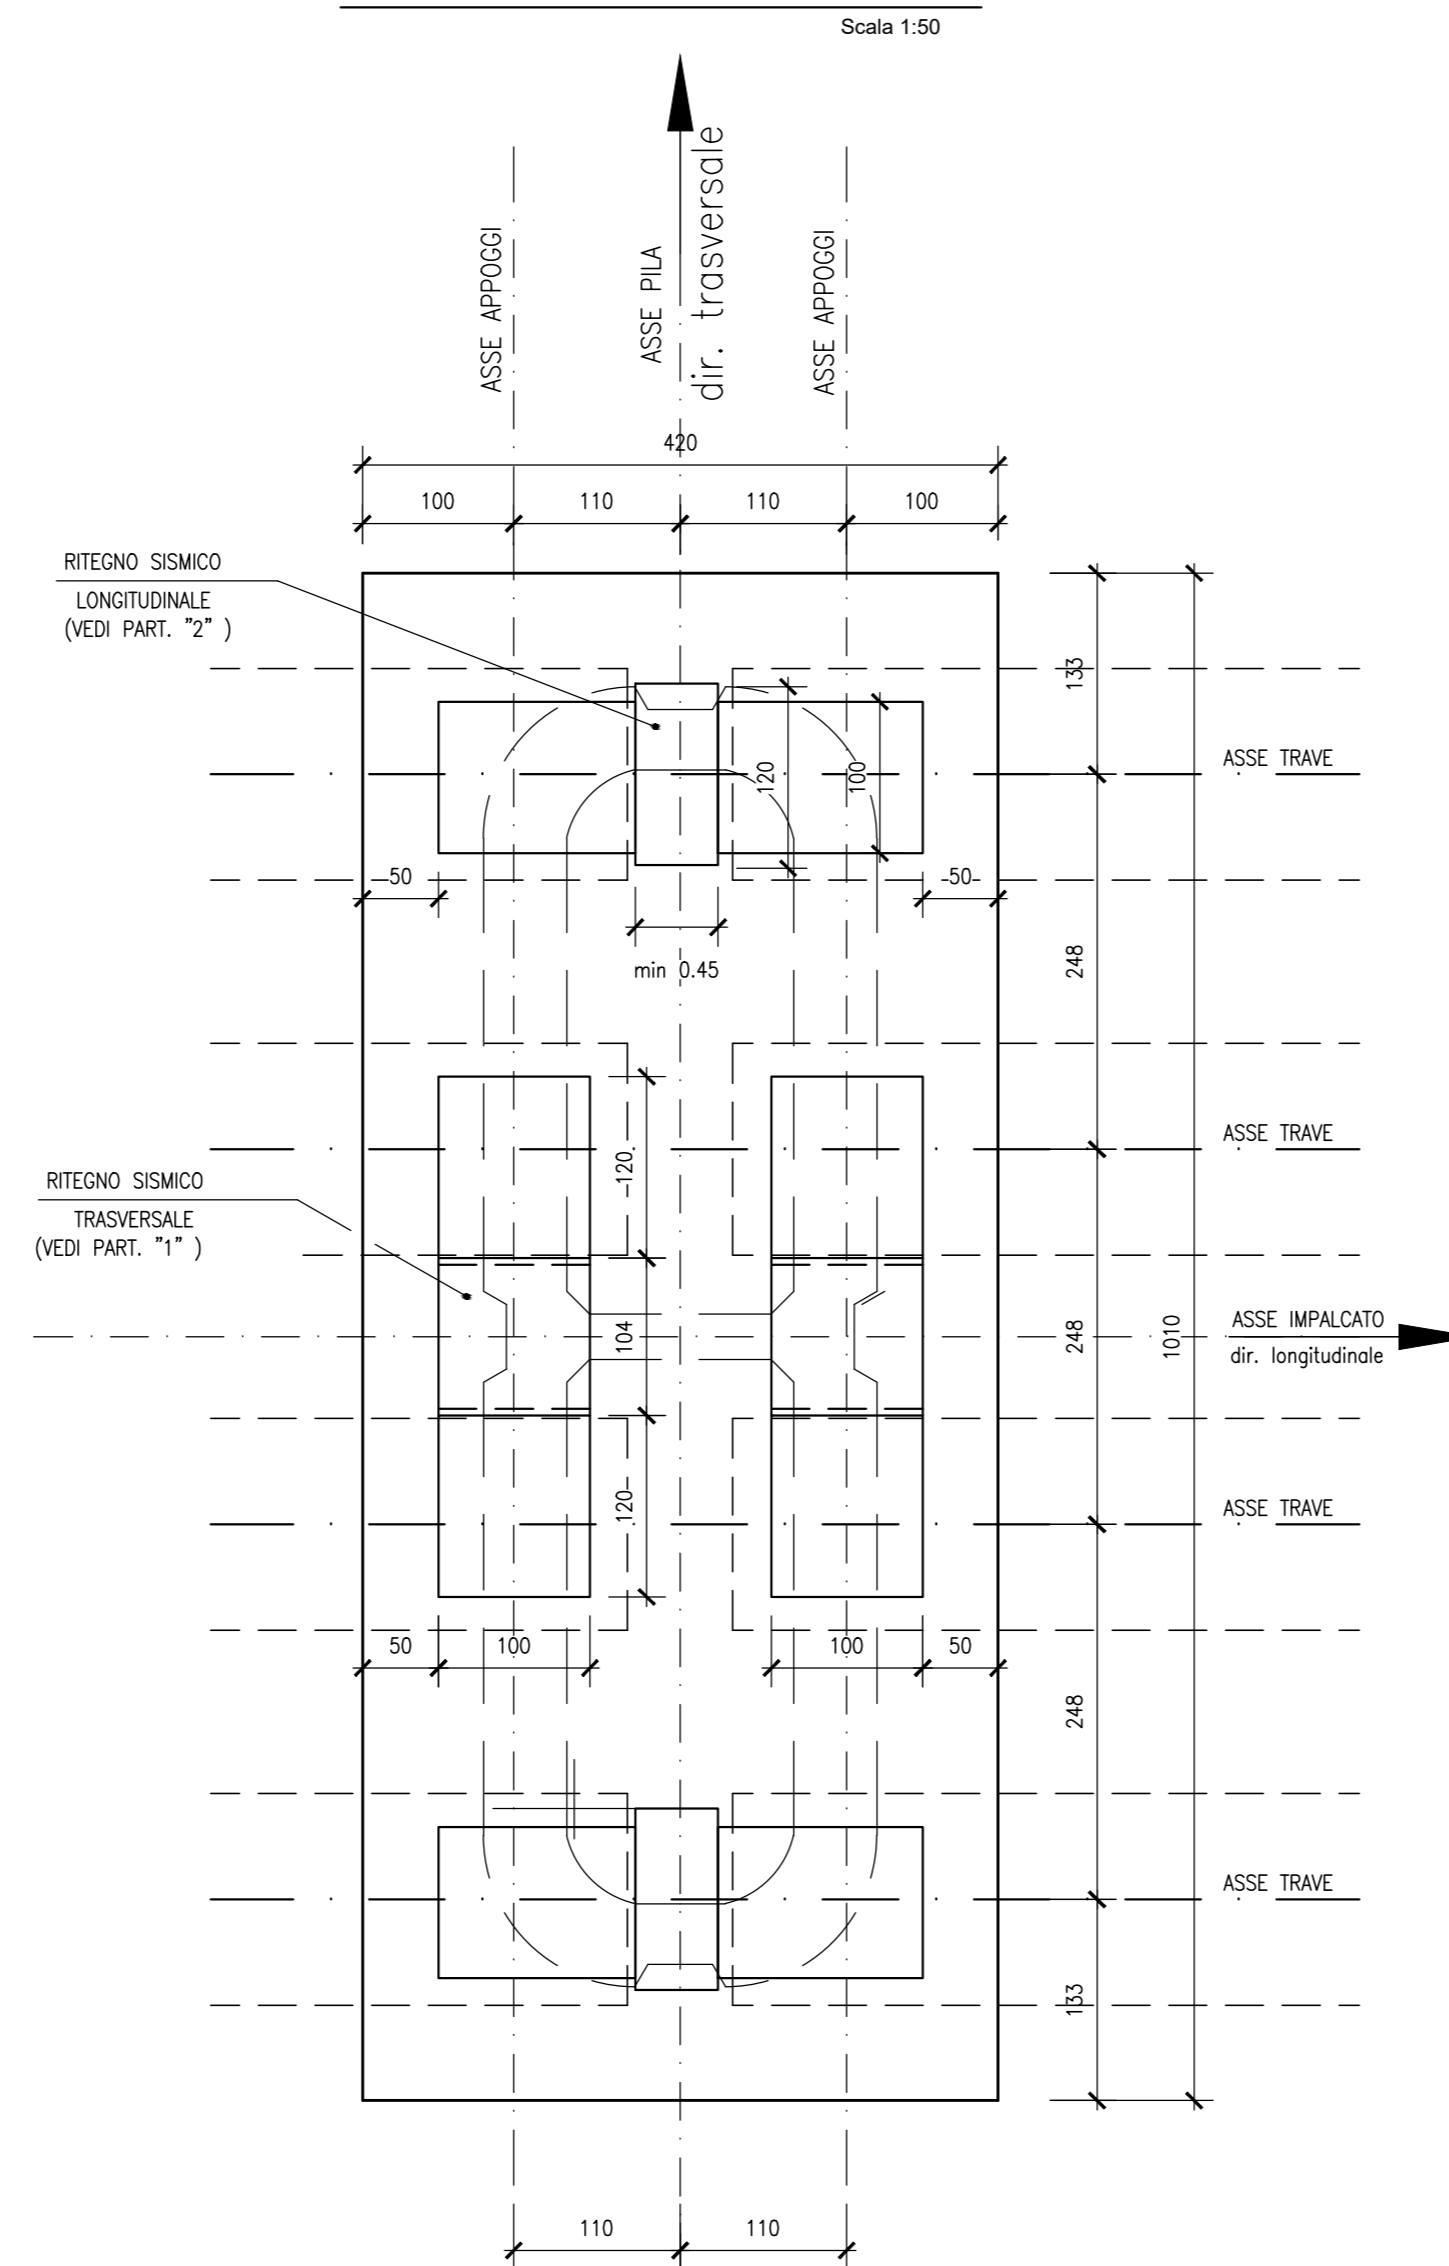 Scala 1:50
dir. trasversale
ASSE APPOGGI
ASSE PILA
ASSE APPOGGI
420
100
110
110
100
RITEGNO SISMICO
LONGITUDINALE
(VEDI PART. "2" )
133
ASSE TRAVE
120
100
50
50
248
min 0.45
ASSE TRAVE
120
RITEGNO SISMICO
TRASVERSALE
(VEDI PART. "1" )
104
248
1010
ASSE IMPALCATO
dir. longitudinale
120
ASSE TRAVE
50
100
100
50
248
ASSE TRAVE
133
110
110